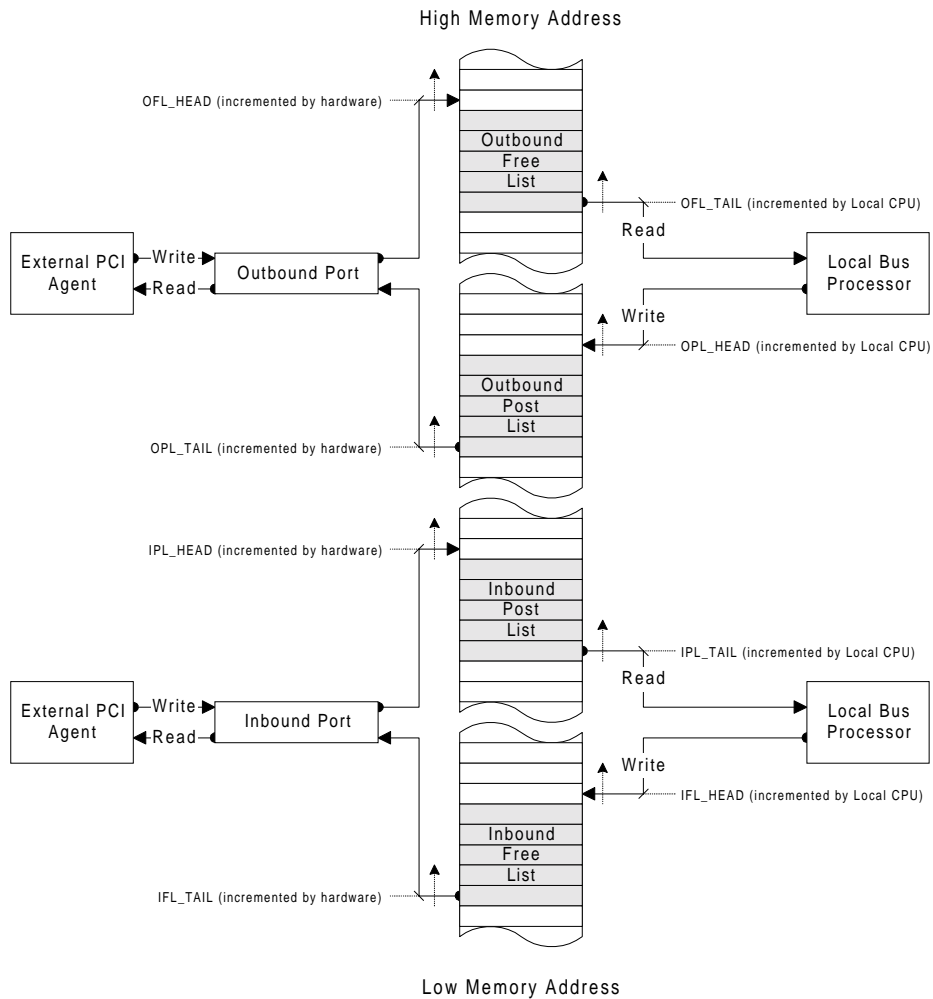 High Memory Address
OFL_HEAD (incremented by hardware)
Outbound
Free
List
OFL_TAIL (incremented by Local CPU)
Read
External PCI
Agent
Write
Read
Outbound Port
Local Bus
Processor
Write
OPL_HEAD (incremented by Local CPU)
Outbound
Post
List
OPL_TAIL (incremented by hardware)
IPL_HEAD (incremented by hardware)
Inbound
Post
List
IPL_TAIL (incremented by Local CPU)
Read
External PCI
Agent
Write
Read
Inbound Port
Local Bus
Processor
Write
IFL_HEAD (incremented by Local CPU)
Inbound
Free
List
IFL_TAIL (incremented by hardware)
Low Memory Address